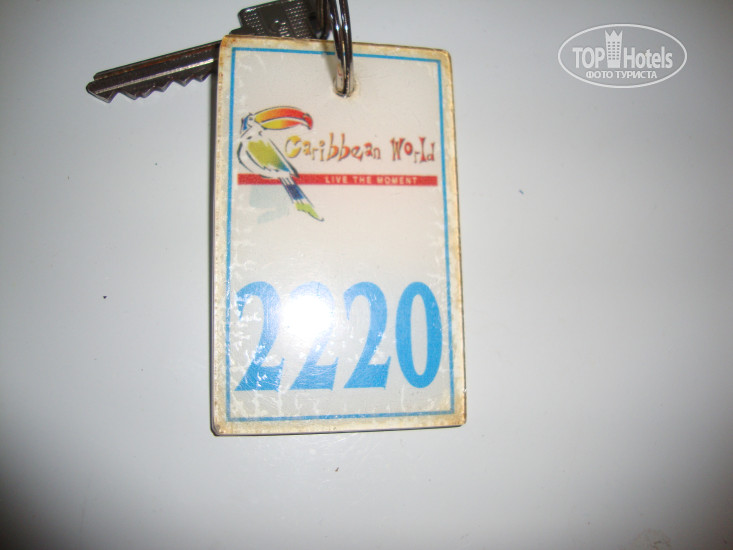 TOP Hotels
ФОТО ТУРИСТА
Caribbean World
LIVE THE MOMENT
2220